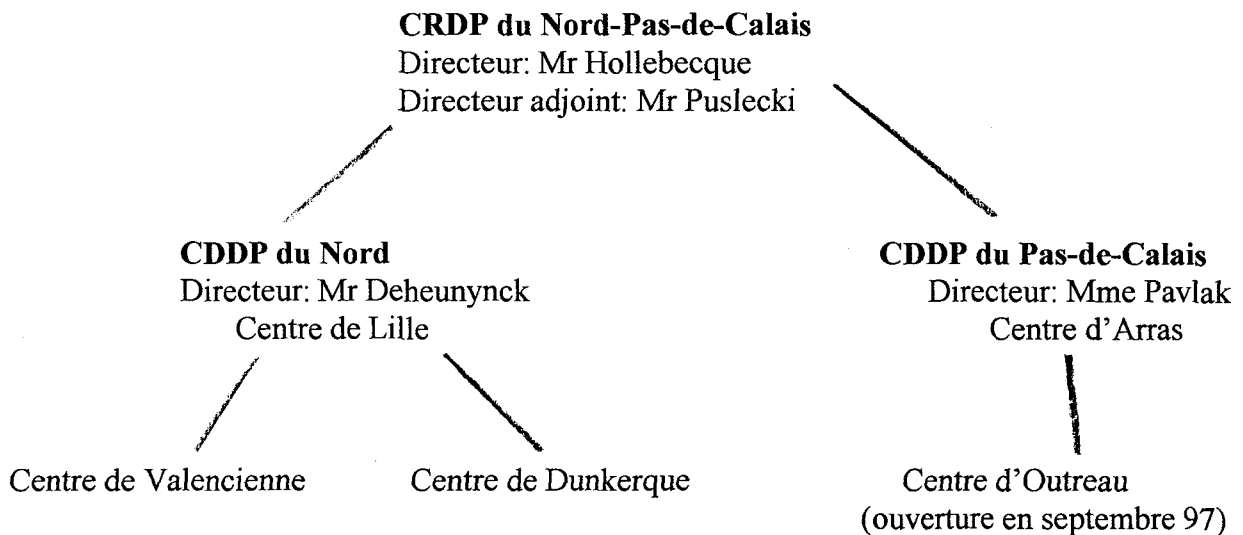 CRDP du Nord-Pas-de-Calais
Directeur: Mr Hollebecque
Directeur adjoint: Mr Puslecki
CDDP du Nord
Directeur: Mr Deheunynck
Centre de Lille
CDDP du Pas-de-Calais
Directeur: Mme Pavlak
Centre d'Arras
Centre de Valencienne
Centre de Dunkerque
Centre d'Outreau
(ouverture en septembre 97)